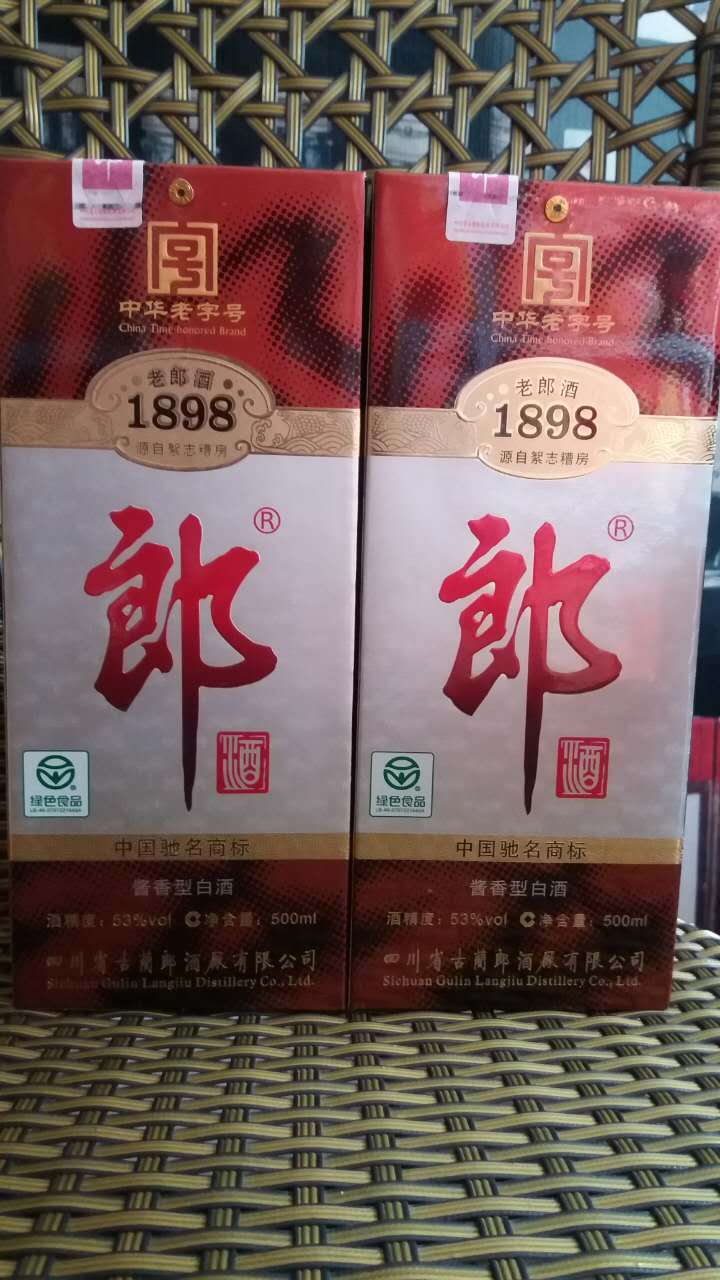 中华老字号
China Time-honored Brand
老郎酒
1898
源自絮志糟房
郎®
酒
绿色食品
中国驰名商标
酱香型白酒
酒精度：53%vol C净含量：500ml
四川省古蔺郎酒厰有限公司
Sichuan Gulin Langjiu Distillery Co., Ltd.
中华老字号
China Time-honored Brand
老郎酒
1898
源自絮志糟房
郎®
酒
绿色食品
中国驰名商标
酱香型白酒
酒精度：53%vol C净含量：500ml
四川省古蔺郎酒厰有限公司
Sichuan Gulin Langjiu Distillery Co., Ltd.